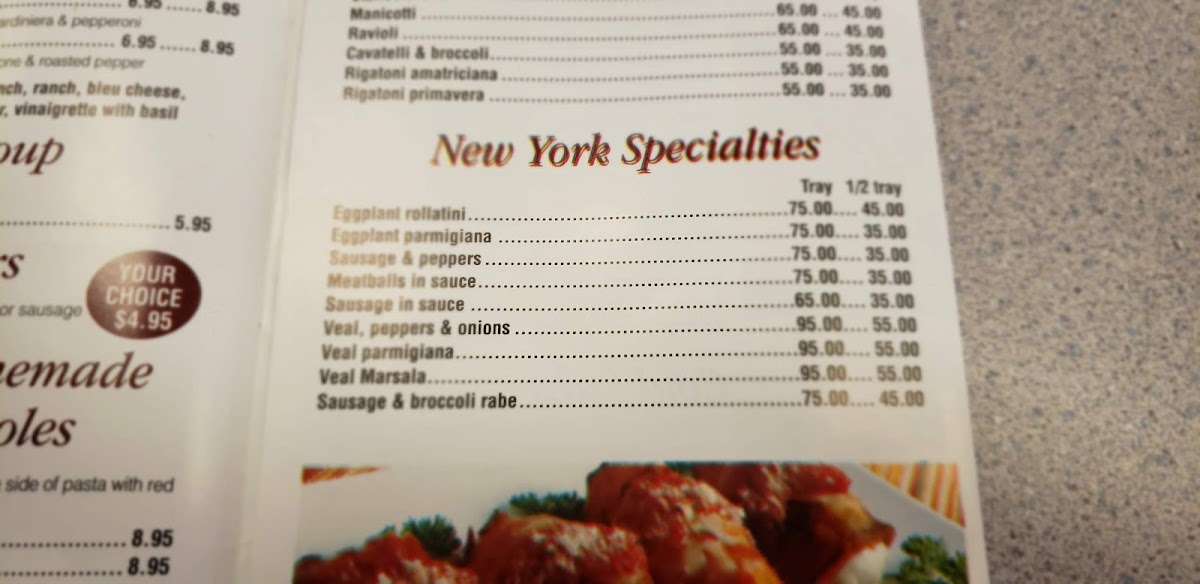 6.95 ...... 8.95
ardiniera & pepperoni
6.95 ...... 8.95
one & roasted pepper
nch, ranch, bleu cheese,
r, vinaigrette with basil
oup
5.95
rs
YOUR
CHOICE
$4.95
or sausage
emade
oles
side of pasta with red
8.95
8.95
Manicotti 65.00 ... 45.00
Ravioli 65.00 ... 45.00
Cavatelli & broccoli 55.00 ... 35.00
Rigatoni amatriciana 55.00 ... 35.00
Rigatoni primavera 55.00 ... 35.00
New York Specialties
Tray 1/2 tray
Eggplant rollatini 75.00.... 45.00
Eggplant parmigiana 75.00.... 35.00
Sausage & peppers 75.00.... 35.00
Meatballs in sauce 75.00.... 35.00
Sausage in sauce 65.00.... 35.00
Veal, peppers & onions 95.00.... 55.00
Veal parmigiana 95.00.... 55.00
Veal Marsala 95.00.... 55.00
Sausage & broccoli rabe 75.00.... 45.00